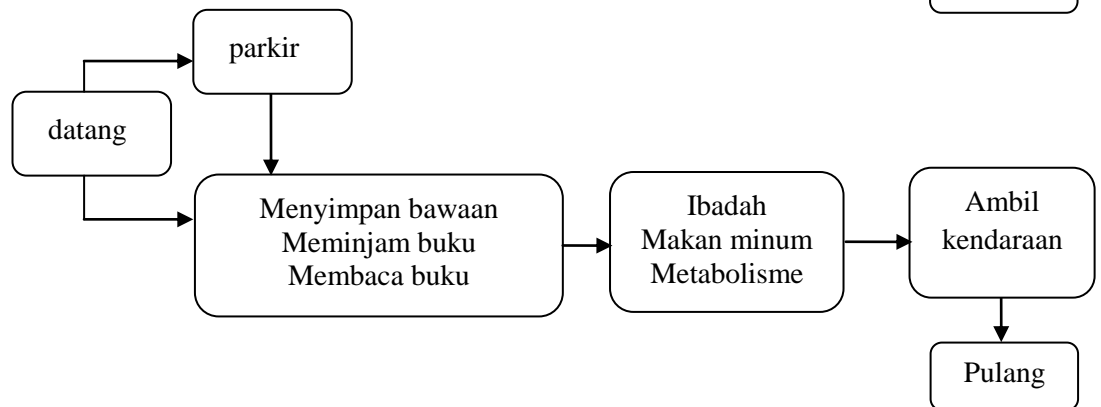 parkir
datang
Menyimpan bawaan
Meminjam buku
Membaca buku
Ibadah
Makan minum
Metabolisme
Ambil
kendaraan
Pulang